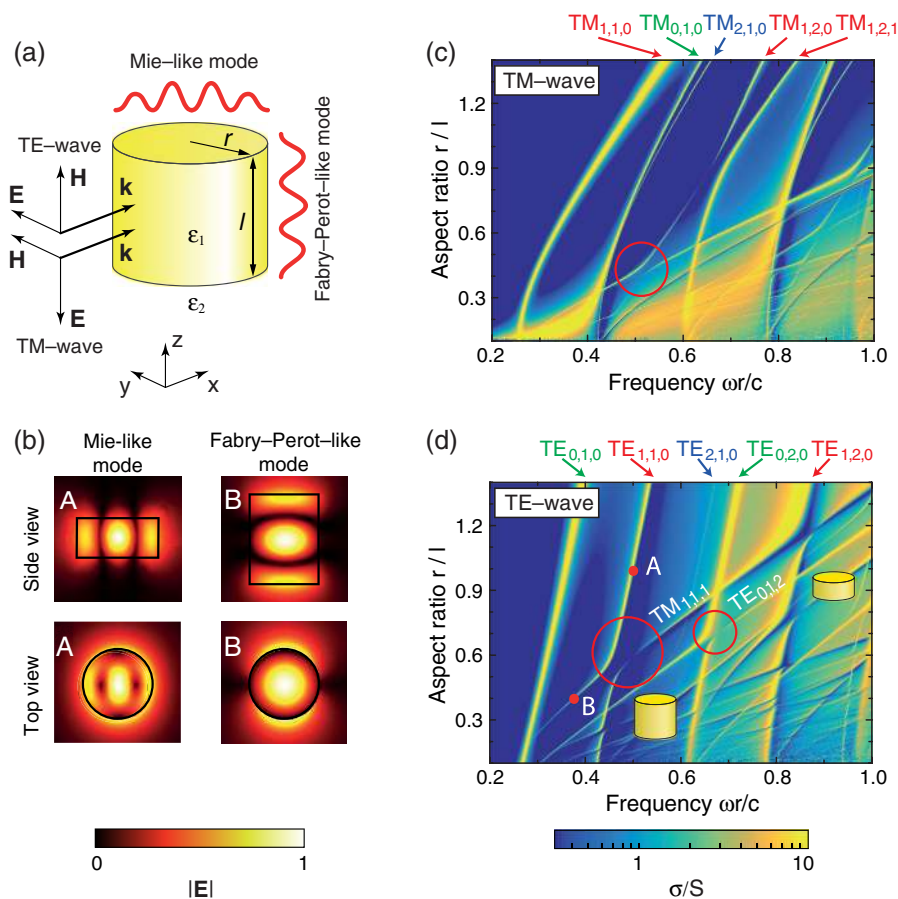 (a)
Mie–like mode
TE–wave
H
E
k
k
H
E
TM–wave
r
l
ε1
ε2
Fabry–Perot–like mode
z
y
x
(b)
Mie-like
mode
Fabry–Perot–like
mode
Side view
A
B
Top view
A
B
0
1
|E|
(c)
TM1,1,0
TM0,1,0
TM2,1,0
TM1,2,0
TM1,2,1
TM–wave
Aspect ratio r / l
1.2
0.9
0.6
0.3
0.2
0.4
0.6
0.8
1.0
Frequency ωr/c
(d)
TE0,1,0
TE1,1,0
TE2,1,0
TE0,2,0
TE1,2,0
TE–wave
A
B
TM1,1,1
TE0,1,2
Aspect ratio r / l
1.2
0.9
0.6
0.3
0.2
0.4
0.6
0.8
1.0
Frequency ωr/c
1
10
σ/S